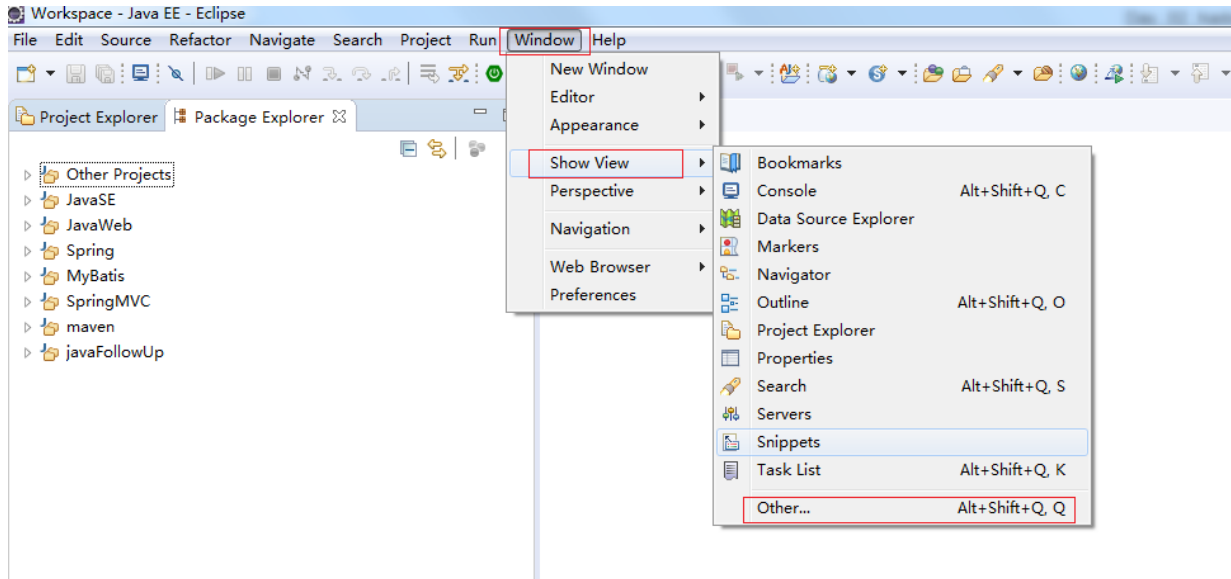 Workspace - Java EE - Eclipse
File Edit Source Refactor Navigate Search Project Run Window Help
Project Explorer Package Explorer
Other Projects
JavaSE
JavaWeb
Spring
MyBatis
SpringMVC
maven
javaFollowUp
New Window
Editor
Appearance
Show View
Perspective
Navigation
Web Browser
Preferences
Bookmarks
Console Alt+Shift+Q, C
Data Source Explorer
Markers
Navigator
Outline Alt+Shift+Q, O
Project Explorer
Properties
Search Alt+Shift+Q, S
Servers
Snippets
Task List Alt+Shift+Q, K
Other... Alt+Shift+Q, Q